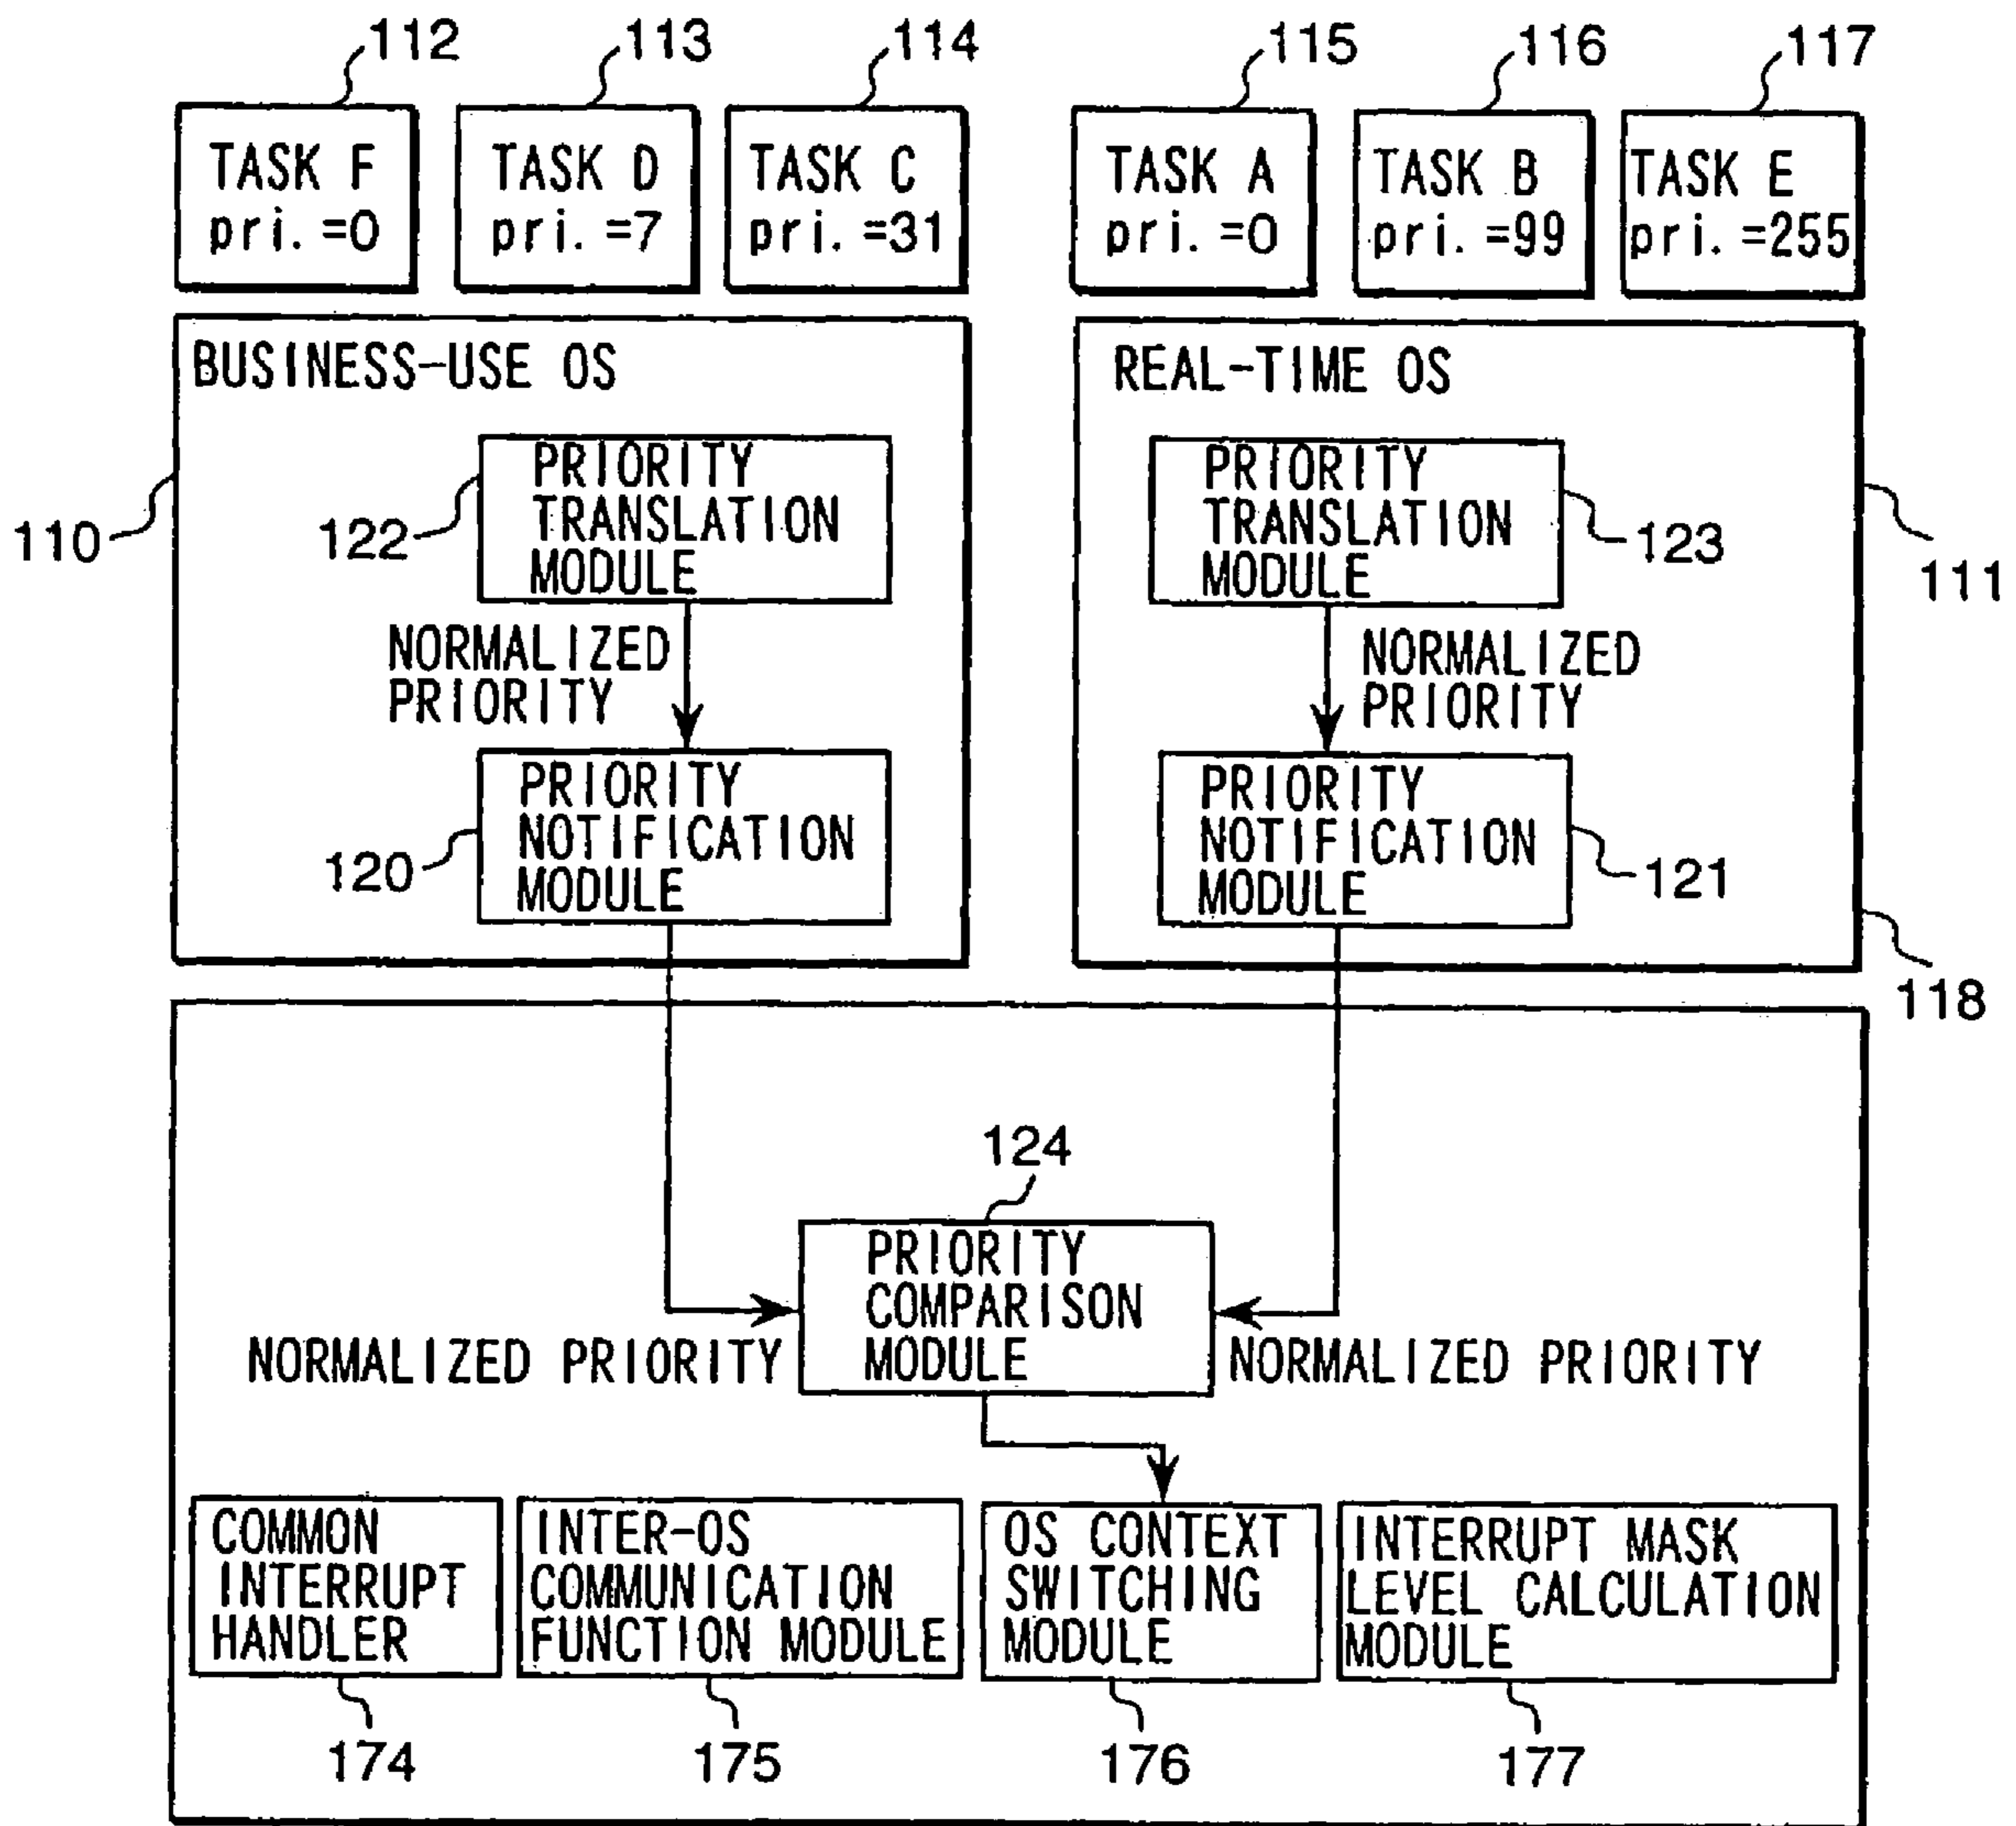 112
113
114
115
116
117
TASK F
pri.=0
TASK D
pri.=7
TASK C
pri.=31
TASK A
pri.=0
TASK B
pri.=99
TASK E
pri.=255
BUSINESS-USE OS
REAL-TIME OS
PRIORITY
TRANSLATION
MODULE
PRIORITY
TRANSLATION
MODULE
110
122
123
111
NORMALIZED
PRIORITY
NORMALIZED
PRIORITY
PRIORITY
NOTIFICATION
MODULE
PRIORITY
NOTIFICATION
MODULE
120
121
118
124
PRIORITY
COMPARISON
MODULE
NORMALIZED PRIORITY
NORMALIZED PRIORITY
COMMON
INTERRUPT
HANDLER
INTER-OS
COMMUNICATION
FUNCTION MODULE
OS CONTEXT
SWITCHING
MODULE
INTERRUPT MASK
LEVEL CALCULATION
MODULE
174
175
176
177